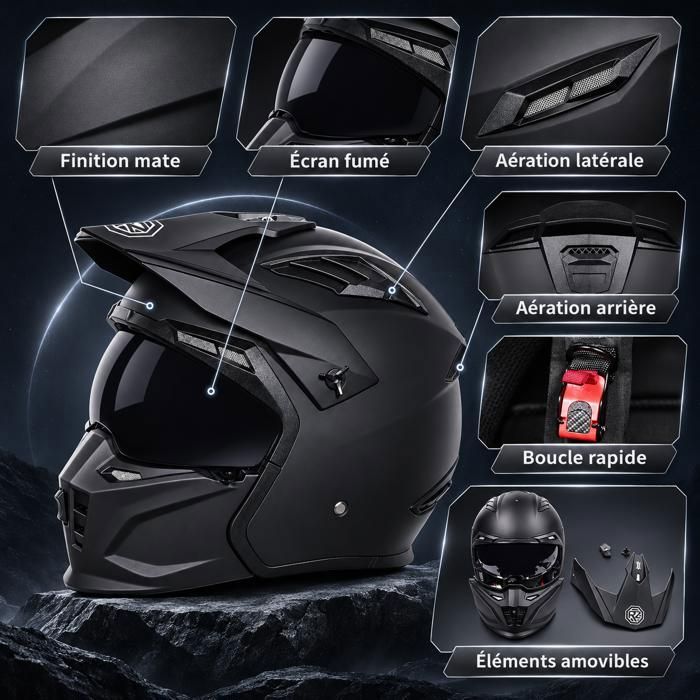 Finition mate
Écran fumé
Aération latérale
Aération arrière
Boucle rapide
Éléments amovibles